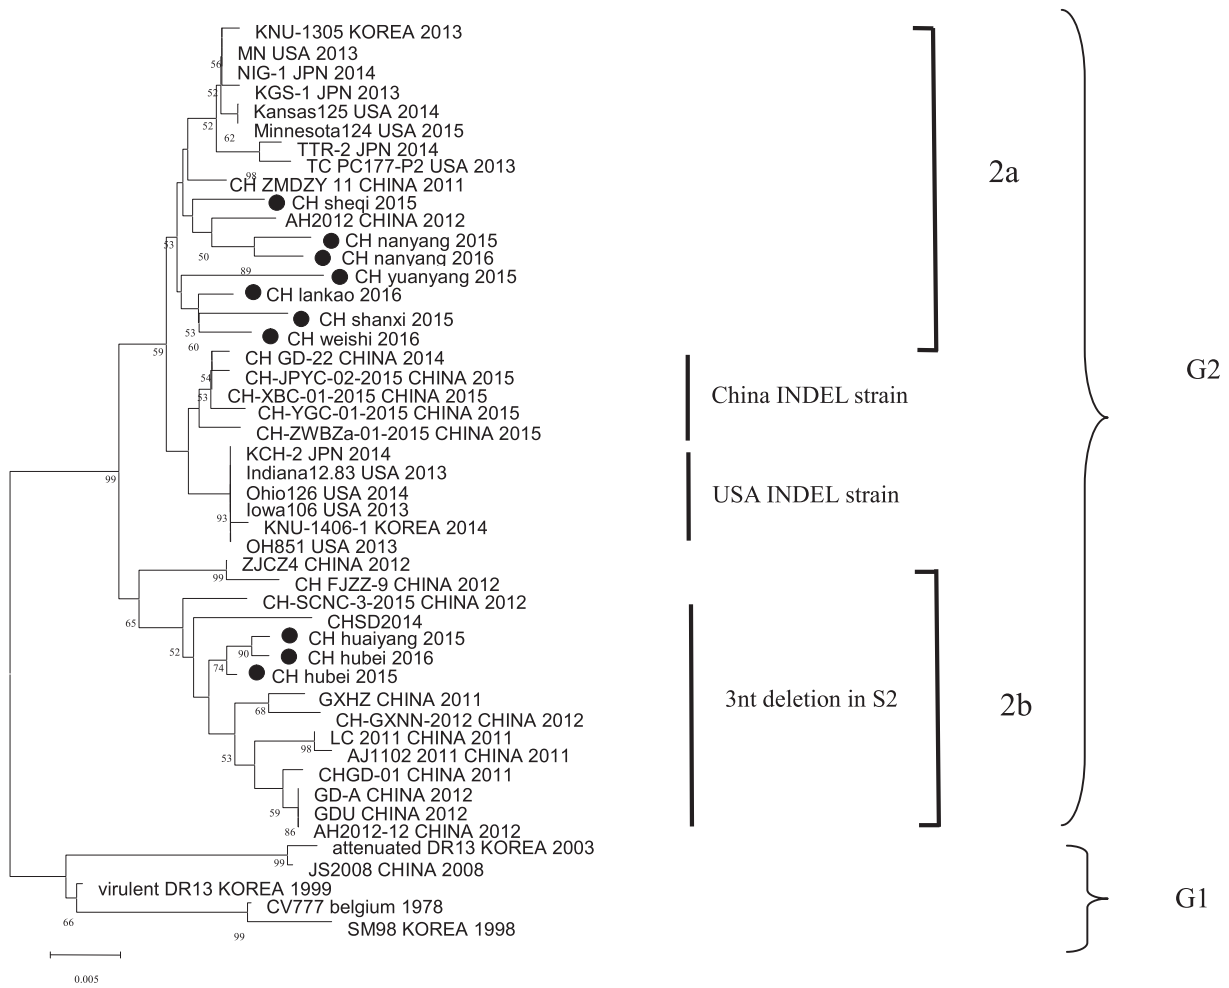 KNU-1305 KOREA 2013
MN USA 2013
56
NIG-1 JPN 2014
KGS-1 JPN 2013
52
Kansas125 USA 2014
52
Minnesota124 USA 2015
62
TTR-2 JPN 2014
TC PC177-P2 USA 2013
98
CH ZMDZY 11 CHINA 2011
2a
CH sheqi 2015
AH2012 CHINA 2012
CH nanyang 2015
53
CH nanyang 2016
50
89
CH yuanyang 2015
CH lankao 2016
CH shanxi 2015
53
CH weishi 2016
60
59
CH GD-22 CHINA 2014
G2
54
CH-JPYC-02-2015 CHINA 2015
CH-XBC-01-2015 CHINA 2015
China INDEL strain
53
CH-YGC-01-2015 CHINA 2015
CH-ZWBZa-01-2015 CHINA 2015
KCH-2 JPN 2014
Indiana12.83 USA 2013
99
Ohio126 USA 2014
USA INDEL strain
Iowa106 USA 2013
93
KNU-1406-1 KOREA 2014
OH851 USA 2013
ZJCZ4 CHINA 2012
99
CH FJZZ-9 CHINA 2012
CH-SCNC-3-2015 CHINA 2012
65
CHSD2014
CH huaiyang 2015
52
90
CH hubei 2016
74
CH hubei 2015
GXHZ CHINA 2011
3nt deletion in S2
2b
68
CH-GXNN-2012 CHINA 2012
LC 2011 CHINA 2011
98
53
AJ1102 2011 CHINA 2011
CHGD-01 CHINA 2011
GD-A CHINA 2012
59
GDU CHINA 2012
86
AH2012-12 CHINA 2012
attenuated DR13 KOREA 2003
99
JS2008 CHINA 2008
virulent DR13 KOREA 1999
G1
CV777 belgium 1978
66
SM98 KOREA 1998
99
0.005